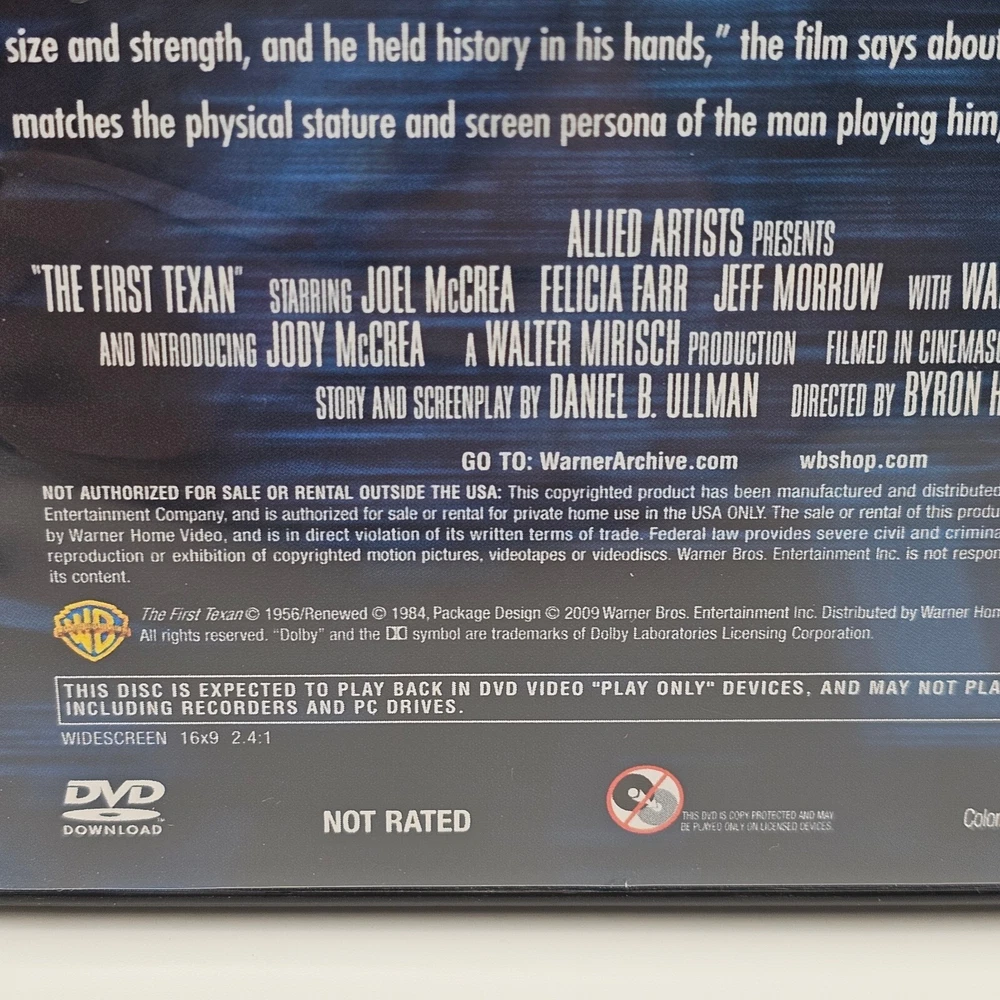 size and strength, and he held history in his hands,” the film says about
matches the physical stature and screen persona of the man playing him,
ALLIED ARTISTS PRESENTS
"THE FIRST TEXAN" STARRING JOEL McCREA FELICIA FARR JEFF MORROW WITH WA
AND INTRODUCING JODY McCREA A WALTER MIRISCH PRODUCTION FILMED IN CINEMASC
STORY AND SCREENPLAY BY DANIEL B. ULLMAN DIRECTED BY BYRON H
GO TO: WarnerArchive.com wbshop.com
NOT AUTHORIZED FOR SALE OR RENTAL OUTSIDE THE USA: This copyrighted product has been manufactured and distributed
Entertainment Company, and is authorized for sale or rental for private home use in the USA ONLY. The sale or rental of this produ
by Warner Home Video, and is in direct violation of its written terms of trade. Federal law provides severe civil and crimina
reproduction or exhibition of copyrighted motion pictures, videotapes or videodiscs. Warner Bros. Entertainment Inc. is not respon
its content.
The First Texan © 1956/Renewed © 1984, Package Design © 2009 Warner Bros. Entertainment Inc. Distributed by Warner Hom
All rights reserved. “Dolby” and the symbol are trademarks of Dolby Laboratories Licensing Corporation.
THIS DISC IS EXPECTED TO PLAY BACK IN DVD VIDEO "PLAY ONLY" DEVICES, AND MAY NOT PLA
INCLUDING RECORDERS AND PC DRIVES.
WIDESCREEN 16x9 2.4:1
DVD
DOWNLOAD
NOT RATED
THIS DVD IS COPY PROTECTED AND MAY
BE PLAYED ONLY ON LICENSED DEVICES.
Color